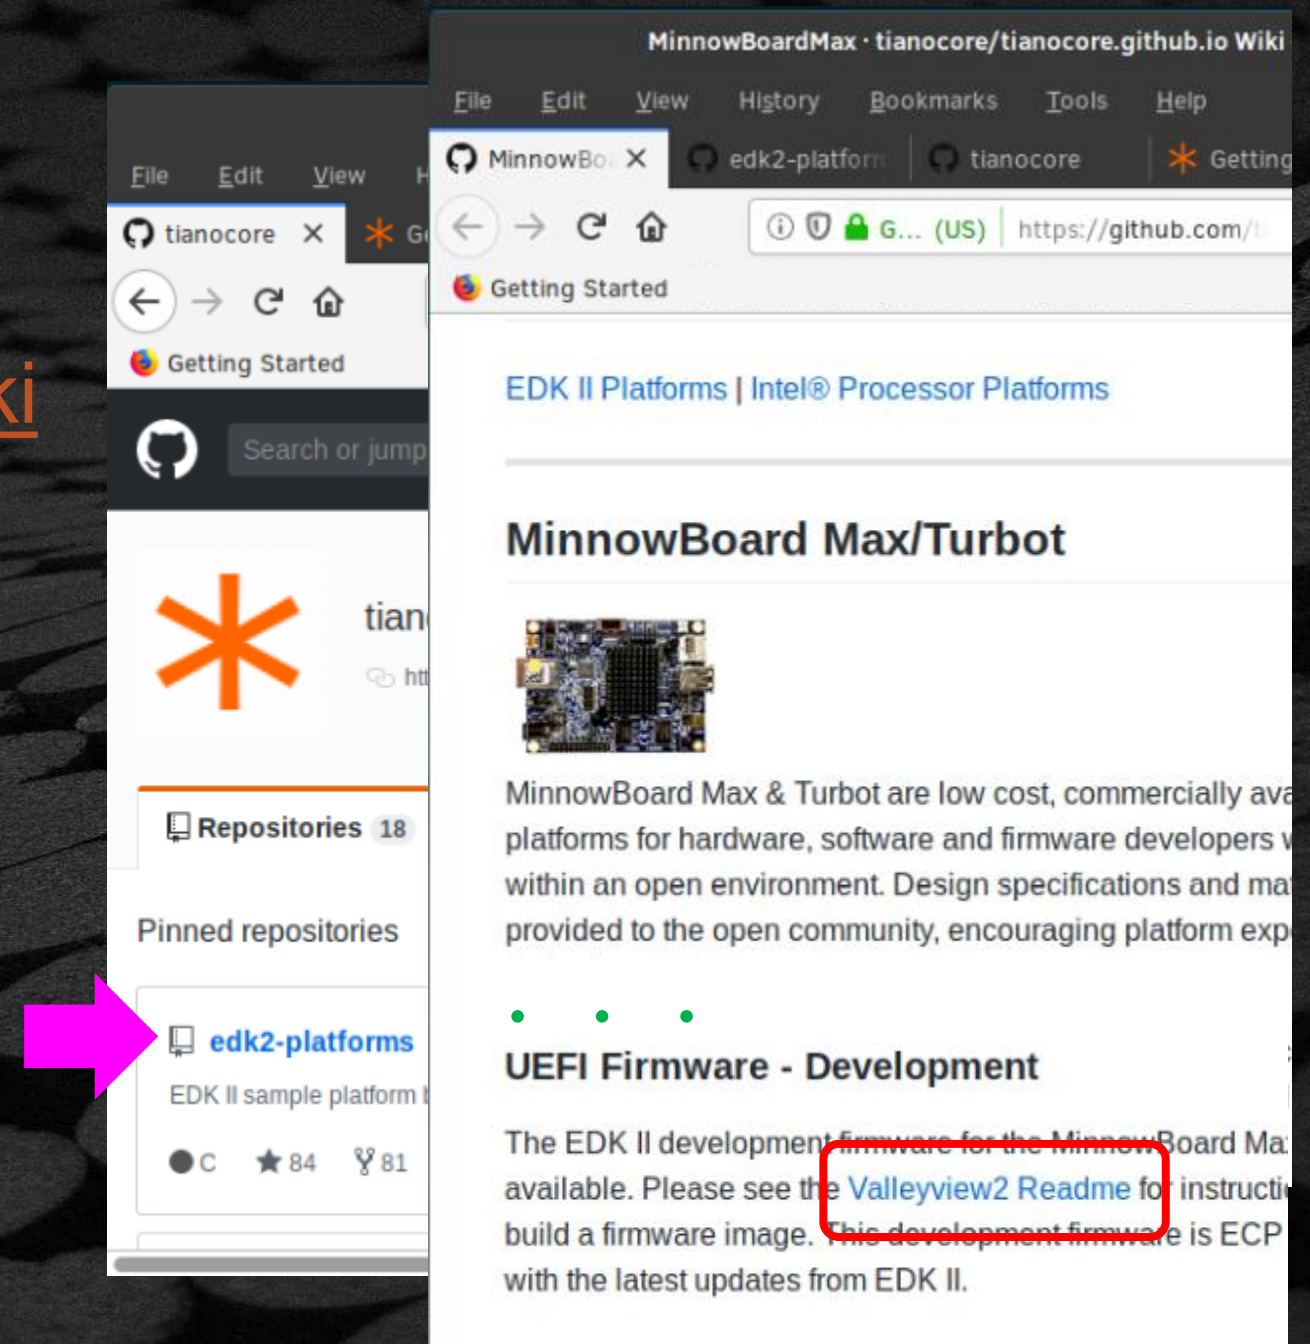 ki
File Edit View H
tianocore
Getting Started
Search or jump
tian
htt
Repositories 18
Pinned repositories
edk2-platforms
EDK II sample platform b
C 84 81
MinnowBoardMax · tianocore/tianocore.github.io Wiki
File Edit View History Bookmarks Tools Help
MinnowBo edk2-platform tianocore Getting
G... (US) https://github.com/t
Getting Started
EDK II Platforms | Intel® Processor Platforms
MinnowBoard Max/Turbot
MinnowBoard Max & Turbot are low cost, commercially ava
platforms for hardware, software and firmware developers w
within an open environment. Design specifications and mat
provided to the open community, encouraging platform exp
• • •
UEFI Firmware - Development
The EDK II development firmware for the MinnowBoard Max
available. Please see the Valleyview2 Readme for instructi
build a firmware image. This development firmware is ECP
with the latest updates from EDK II.